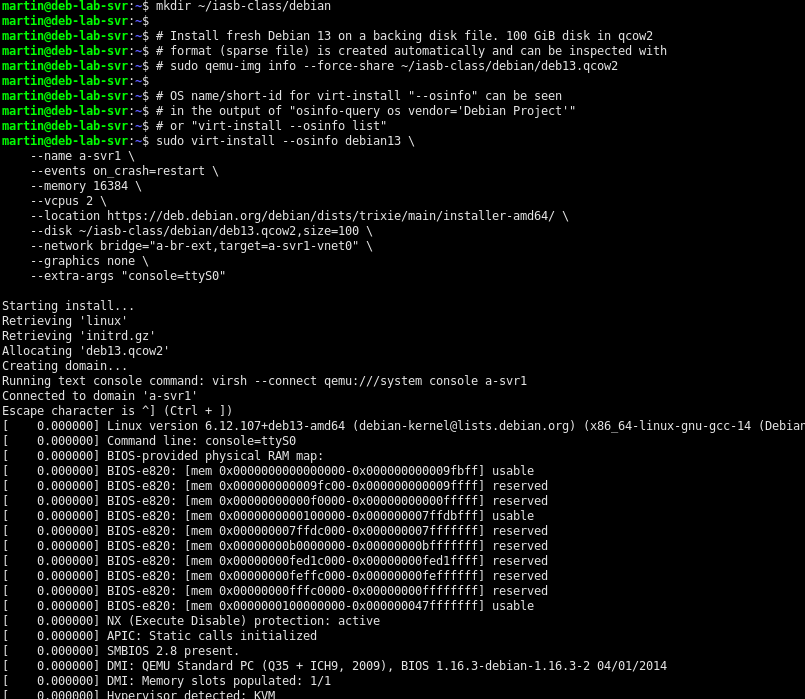 martin@deb-lab-svr:~$ mkdir ~/iasb-class/debian
martin@deb-lab-svr:~$
martin@deb-lab-svr:~$ # Install fresh Debian 13 on a backing disk file. 100 GiB disk in qcow2
martin@deb-lab-svr:~$ # format (sparse file) is created automatically and can be inspected with
martin@deb-lab-svr:~$ # sudo qemu-img info --force-share ~/iasb-class/debian/deb13.qcow2
martin@deb-lab-svr:~$
martin@deb-lab-svr:~$ # OS name/short-id for virt-install "--osinfo" can be seen
martin@deb-lab-svr:~$ # in the output of "osinfo-query os vendor='Debian Project'"
martin@deb-lab-svr:~$ # or "virt-install --osinfo list"
martin@deb-lab-svr:~$ sudo virt-install --osinfo debian13 \
    --name a-svr1 \
    --events on_crash=restart \
    --memory 16384 \
    --vcpus 2 \
    --location https://deb.debian.org/debian/dists/trixie/main/installer-amd64/ \
    --disk ~/iasb-class/debian/deb13.qcow2,size=100 \
    --network bridge="a-br-ext,target=a-svr1-vnet0" \
    --graphics none \
    --extra-args "console=ttyS0"

Starting install...
Retrieving 'linux'
Retrieving 'initrd.gz'
Allocating 'deb13.qcow2'
Creating domain...
Running text console command: virsh --connect qemu:///system console a-svr1
Connected to domain 'a-svr1'
Escape character is ^] (Ctrl + ])
[    0.000000] Linux version 6.12.107+deb13-amd64 (debian-kernel@lists.debian.org) (x86_64-linux-gnu-gcc-14 (Debian
[    0.000000] Command line: console=ttyS0
[    0.000000] BIOS-provided physical RAM map:
[    0.000000] BIOS-e820: [mem 0x0000000000000000-0x000000000009fbff] usable
[    0.000000] BIOS-e820: [mem 0x000000000009fc00-0x000000000009ffff] reserved
[    0.000000] BIOS-e820: [mem 0x00000000000f0000-0x00000000000fffff] reserved
[    0.000000] BIOS-e820: [mem 0x0000000000100000-0x000000007ffdbfff] usable
[    0.000000] BIOS-e820: [mem 0x000000007ffdc000-0x000000007fffffff] reserved
[    0.000000] BIOS-e820: [mem 0x00000000b0000000-0x00000000bfffffff] reserved
[    0.000000] BIOS-e820: [mem 0x00000000fed1c000-0x00000000fed1ffff] reserved
[    0.000000] BIOS-e820: [mem 0x00000000feffc000-0x00000000feffffff] reserved
[    0.000000] BIOS-e820: [mem 0x00000000fffc0000-0x00000000ffffffff] reserved
[    0.000000] BIOS-e820: [mem 0x0000000100000000-0x000000047fffffff] usable
[    0.000000] NX (Execute Disable) protection: active
[    0.000000] APIC: Static calls initialized
[    0.000000] SMBIOS 2.8 present.
[    0.000000] DMI: QEMU Standard PC (Q35 + ICH9, 2009), BIOS 1.16.3-debian-1.16.3-2 04/01/2014
[    0.000000] DMI: Memory slots populated: 1/1
[    0.000000] Hypervisor detected: KVM